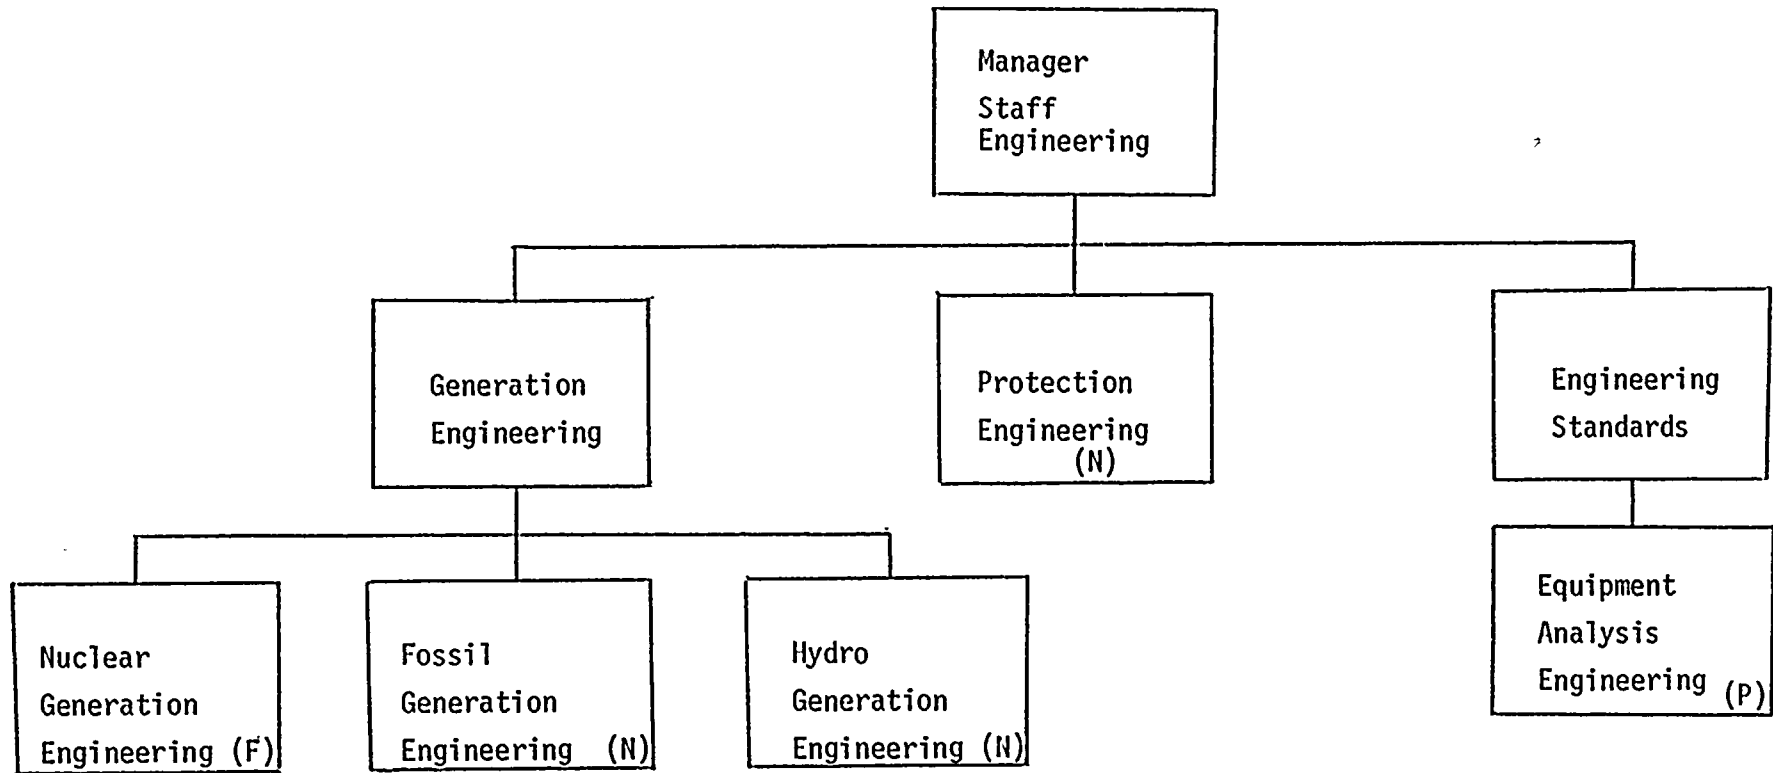 Manager
Staff
Engineering
Generation
Engineering
Protection
Engineering
(N)
Engineering
Standards
Nuclear
Generation
Engineering (F)
Fossil
Generation
Engineering (N)
Hydro
Generation
Engineering (N)
Equipment
Analysis
Engineering (P)